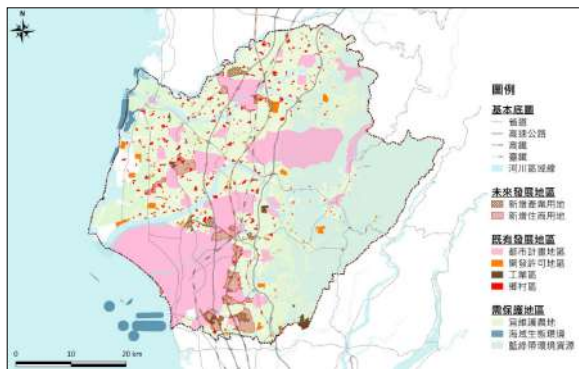 N
圖例
基本底圖
省道
高速公路
高鐵
臺鐵
河川區域線
未來發展地區
新增產業用地
新增住商用地
既有發展地區
都市計畫地區
開發許可地區
工業區
鄉村區
需保護地區
宜維護農地
海域生態環境
藍綠帶環境資源
0 10 20 km